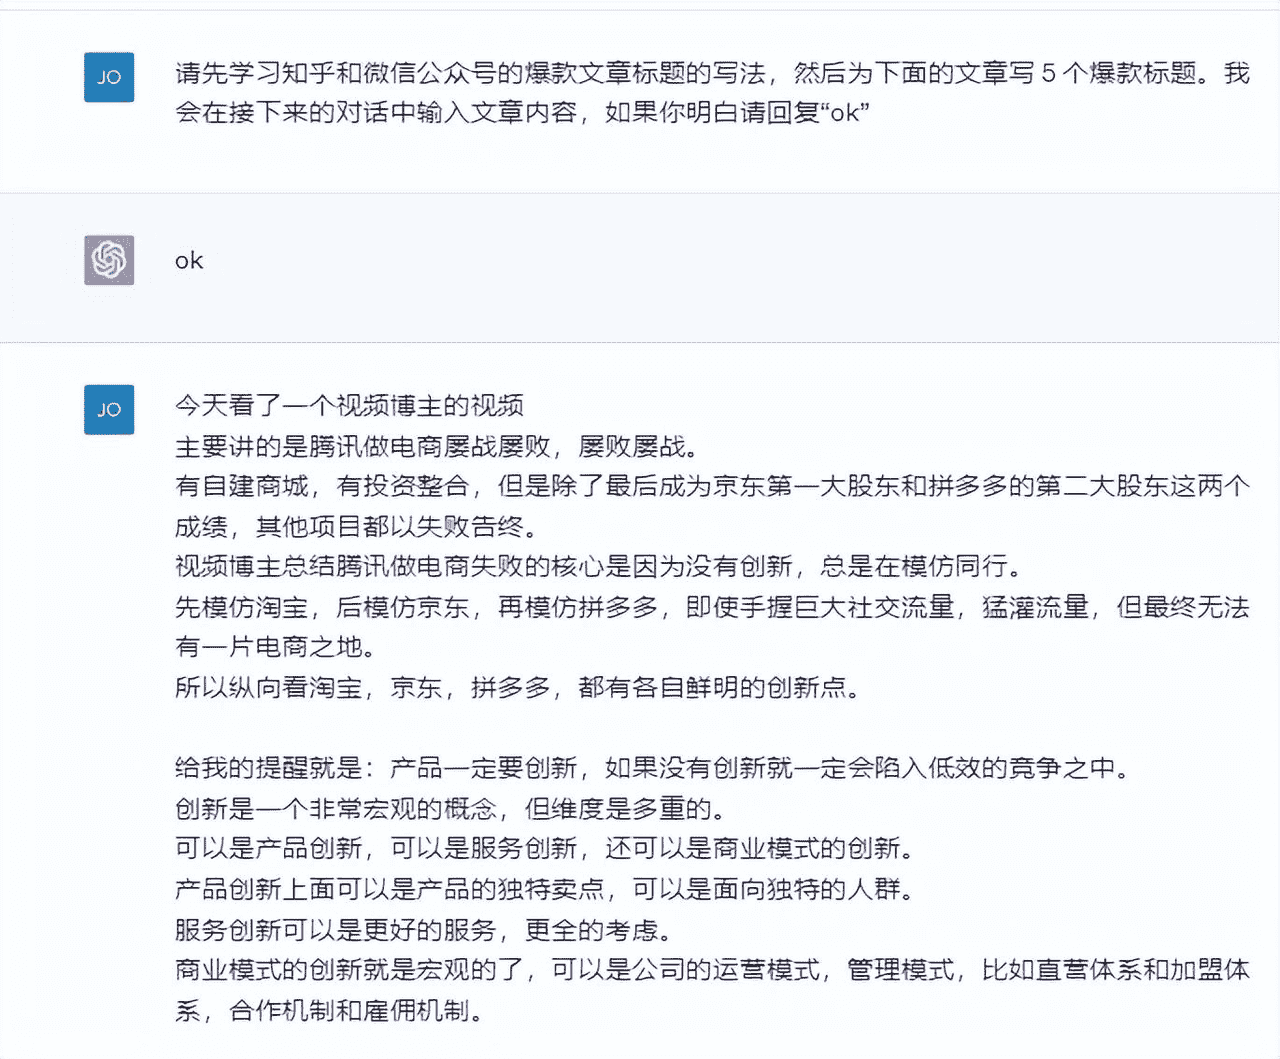 JO
请先学习知乎和微信公众号的爆款文章标题的写法，然后为下面的文章写 5 个爆款标题。我
会在接下来的对话中输入文章内容，如果你明白请回复“ok”
ok
JO
今天看了一个视频博主的视频
主要讲的是腾讯做电商屡战屡败，屡败屡战。
有自建商城，有投资整合，但是除了最后成为京东第一大股东和拼多多的第二大股东这两个
成绩，其他项目都以失败告终。
视频博主总结腾讯做电商失败的核心是因为没有创新，总是在模仿同行。
先模仿淘宝，后模仿京东，再模仿拼多多，即使手握巨大社交流量，猛灌流量，但最终无法
有一片电商之地。
所以纵向看淘宝，京东，拼多多，都有各自鲜明的创新点。
给我的提醒就是：产品一定要创新，如果没有创新就一定会陷入低效的竞争之中。
创新是一个非常宏观的概念，但维度是多重的。
可以是产品创新，可以是服务创新，还可以是商业模式的创新。
产品创新上面可以是产品的独特卖点，可以是面向独特的人群。
服务创新可以是更好的服务，更全的考虑。
商业模式的创新就是宏观的了，可以是公司的运营模式，管理模式，比如直营体系和加盟体
系，合作机制和雇佣机制。